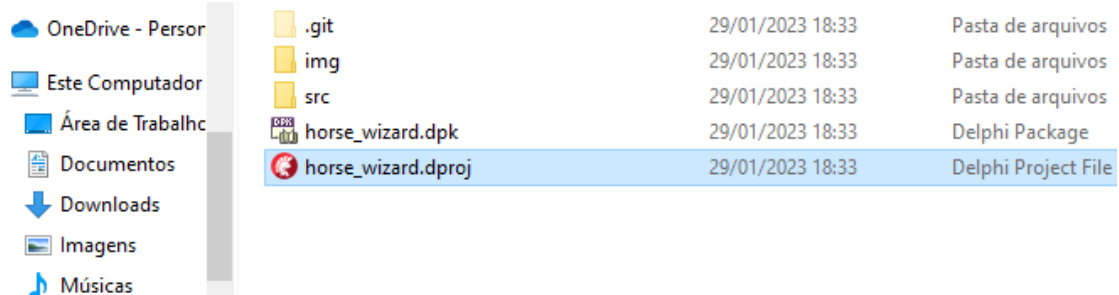 OneDrive - Person
Este Computador
Área de Trabalho
Documentos
Downloads
Imagens
Músicas
.git 29/01/2023 18:33 Pasta de arquivos
img 29/01/2023 18:33 Pasta de arquivos
src 29/01/2023 18:33 Pasta de arquivos
horse_wizard.dpk 29/01/2023 18:33 Delphi Package
horse_wizard.dproj 29/01/2023 18:33 Delphi Project File